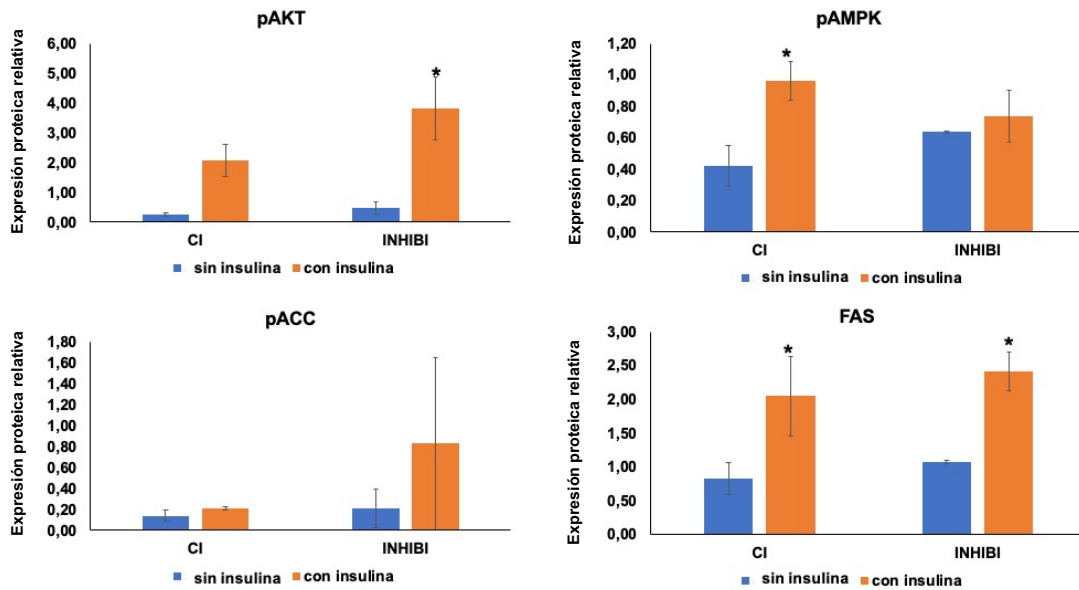 pAKT
Expresión proteica relativa
6,00
5,00
4,00
3,00
2,00
1,00
0,00
*
CI
INHIBI
sin insulina
con insulina
pAMPK
Expresión proteica relativa
1,20
1,00
0,80
0,60
0,40
0,20
0,00
*
CI
INHIBI
sin insulina
con insulina
pACC
Expresión proteica relativa
1,80
1,60
1,40
1,20
1,00
0,80
0,60
0,40
0,20
0,00
CI
INHIBI
sin insulina
con insulina
FAS
Expresión proteica relativa
3,00
2,50
2,00
1,50
1,00
0,50
0,00
*
*
CI
INHIBI
sin insulina
con insulina